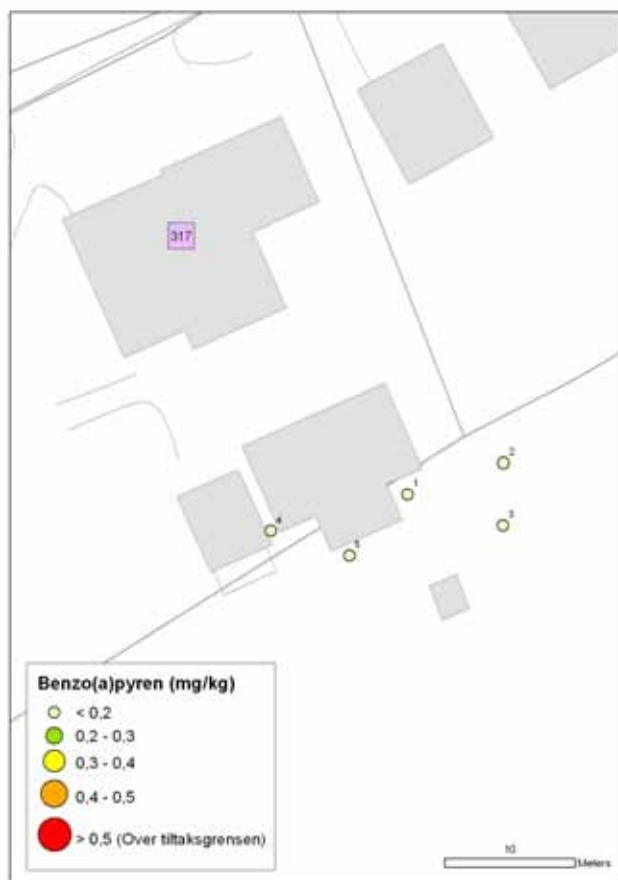 317
2
1
3
4
5
Benzo(a)pyren (mg/kg)
< 0,2
0,2 - 0,3
0,3 - 0,4
0,4 - 0,5
> 0,5 (Over tiltaksgrensen)
10
Meters